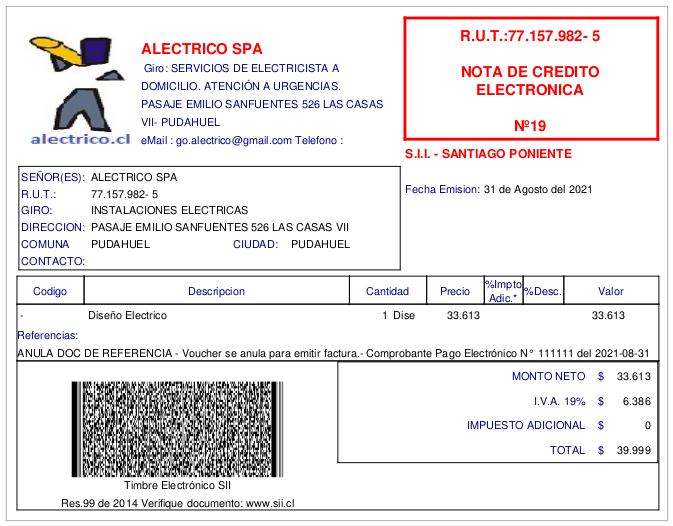 alectrico.cl
ALECTRICO SPA
Giro: SERVICIOS DE ELECTRICISTA A
DOMICILIO. ATENCIÓN A URGENCIAS.
PASAJE EMILIO SANFUENTES 526 LAS CASAS
VII- PUDAHUEL
eMail : go.alectrico@gmail.com Telefono :
R.U.T.:77.157.982- 5
NOTA DE CREDITO
ELECTRONICA
Nº19
S.I.I. - SANTIAGO PONIENTE
Fecha Emision: 31 de Agosto del 2021
SEÑOR(ES): ALECTRICO SPA
R.U.T.: 77.157.982- 5
GIRO: INSTALACIONES ELECTRICAS
DIRECCION: PASAJE EMILIO SANFUENTES 526 LAS CASAS VII
COMUNA PUDAHUEL CIUDAD: PUDAHUEL
CONTACTO:
Codigo Descripcion Cantidad Precio %Impto Adic.* %Desc. Valor
- Diseño Electrico 1 Dise 33.613 33.613
Referencias:
ANULA DOC DE REFERENCIA - Voucher se anula para emitir factura.- Comprobante Pago Electrónico N° 111111 del 2021-08-31
MONTO NETO $ 33.613
I.V.A. 19% $ 6.386
IMPUESTO ADICIONAL $ 0
TOTAL $ 39.999
Timbre Electrónico SII
Res.99 de 2014 Verifique documento: www.sii.cl